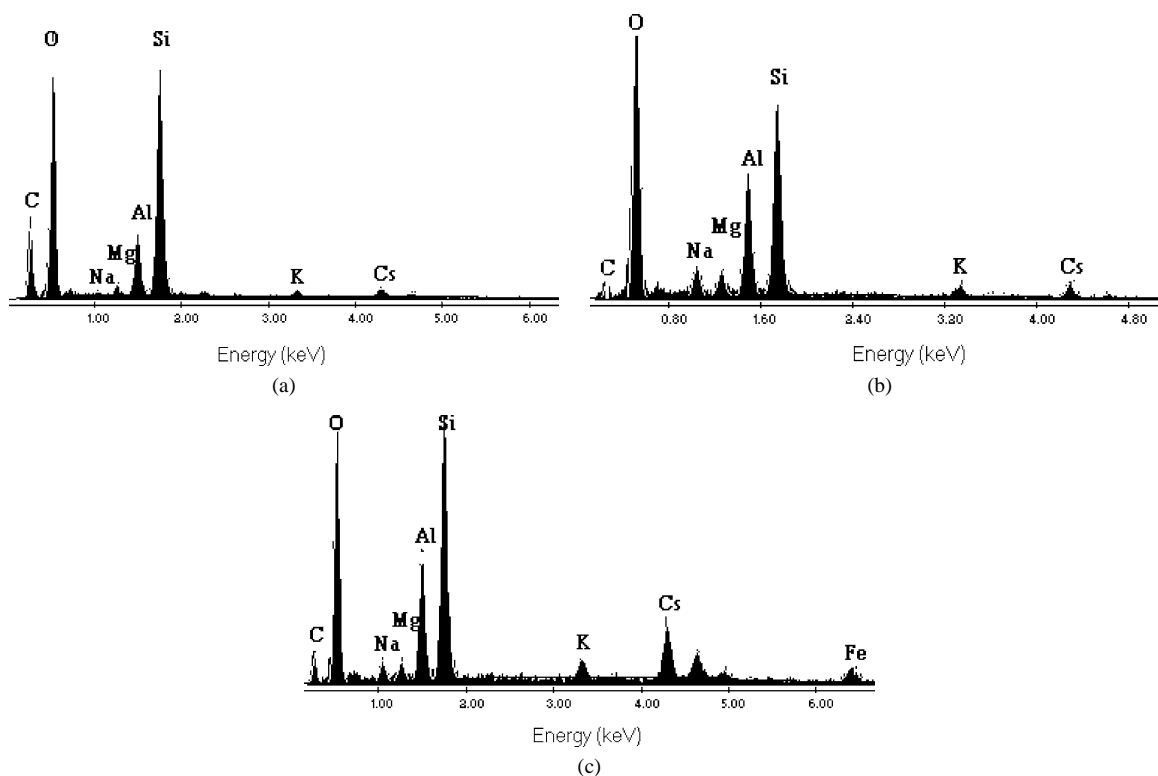 O
Si
C
Al
Mg
Na
K
Cs
1.00 2.00 3.00 4.00 5.00 6.00
Energy (keV)
(a)
O
Si
Al
Mg
Na
C
K
Cs
0.80 1.60 2.40 3.20 4.00 4.80
Energy (keV)
(b)
O
Si
Al
Cs
Mg
C
Na
K
Fe
1.00 2.00 3.00 4.00 5.00 6.00
Energy (keV)
(c)